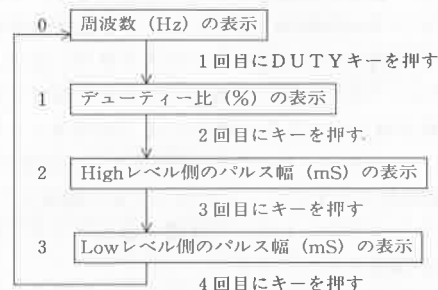 0 周波数(Hz)の表示
1回目にDUTYキーを押す
1 デューティー比(%)の表示
2回目にキーを押す.
2 Highレベル側のパルス幅(mS)の表示
3回目にキーを押す
3 Lowレベル側のパルス幅(mS)の表示
4回目にキーを押す